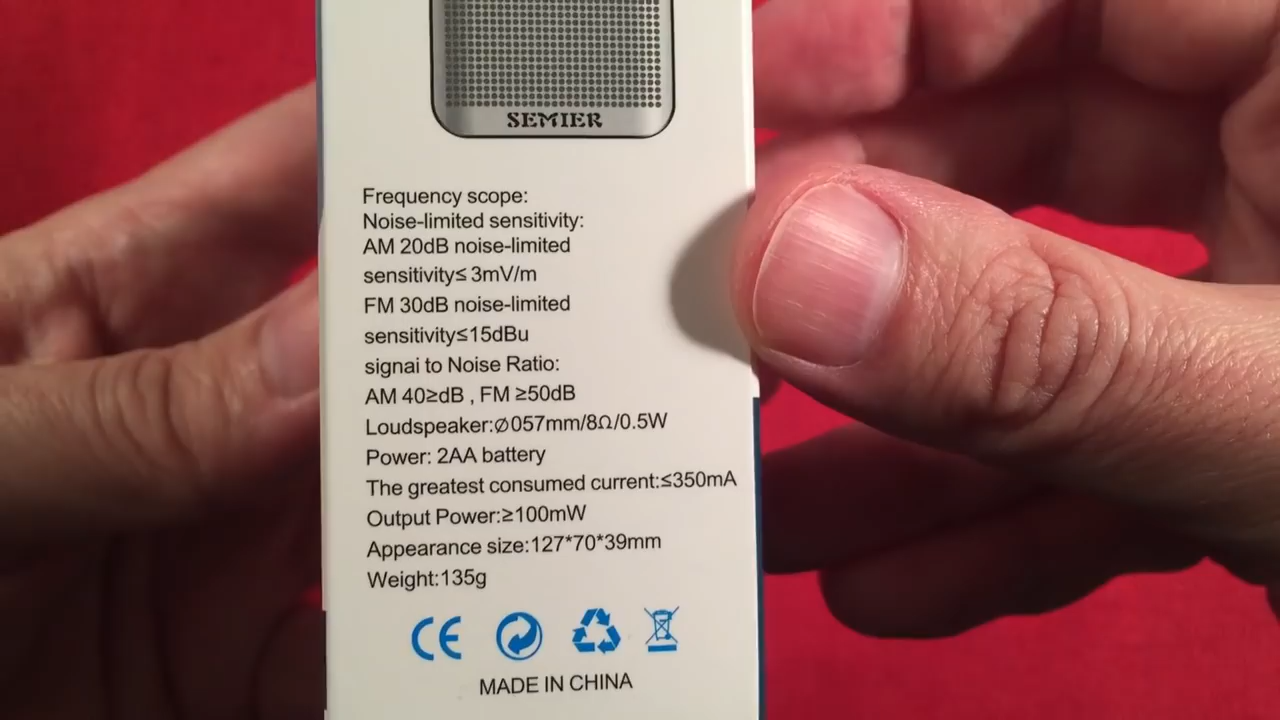 SEMIER
Frequency scope:
Noise-limited sensitivity:
AM 20dB noise-limited
sensitivity≤ 3mV/m
FM 30dB noise-limited
sensitivity≤15dBu
signai to Noise Ratio:
AM 40≥dB , FM ≥50dB
Loudspeaker:∅057mm/8Ω/0.5W
Power: 2AA battery
The greatest consumed current:≤350mA
Output Power:≥100mW
Appearance size:127*70*39mm
Weight:135g
CE
MADE IN CHINA